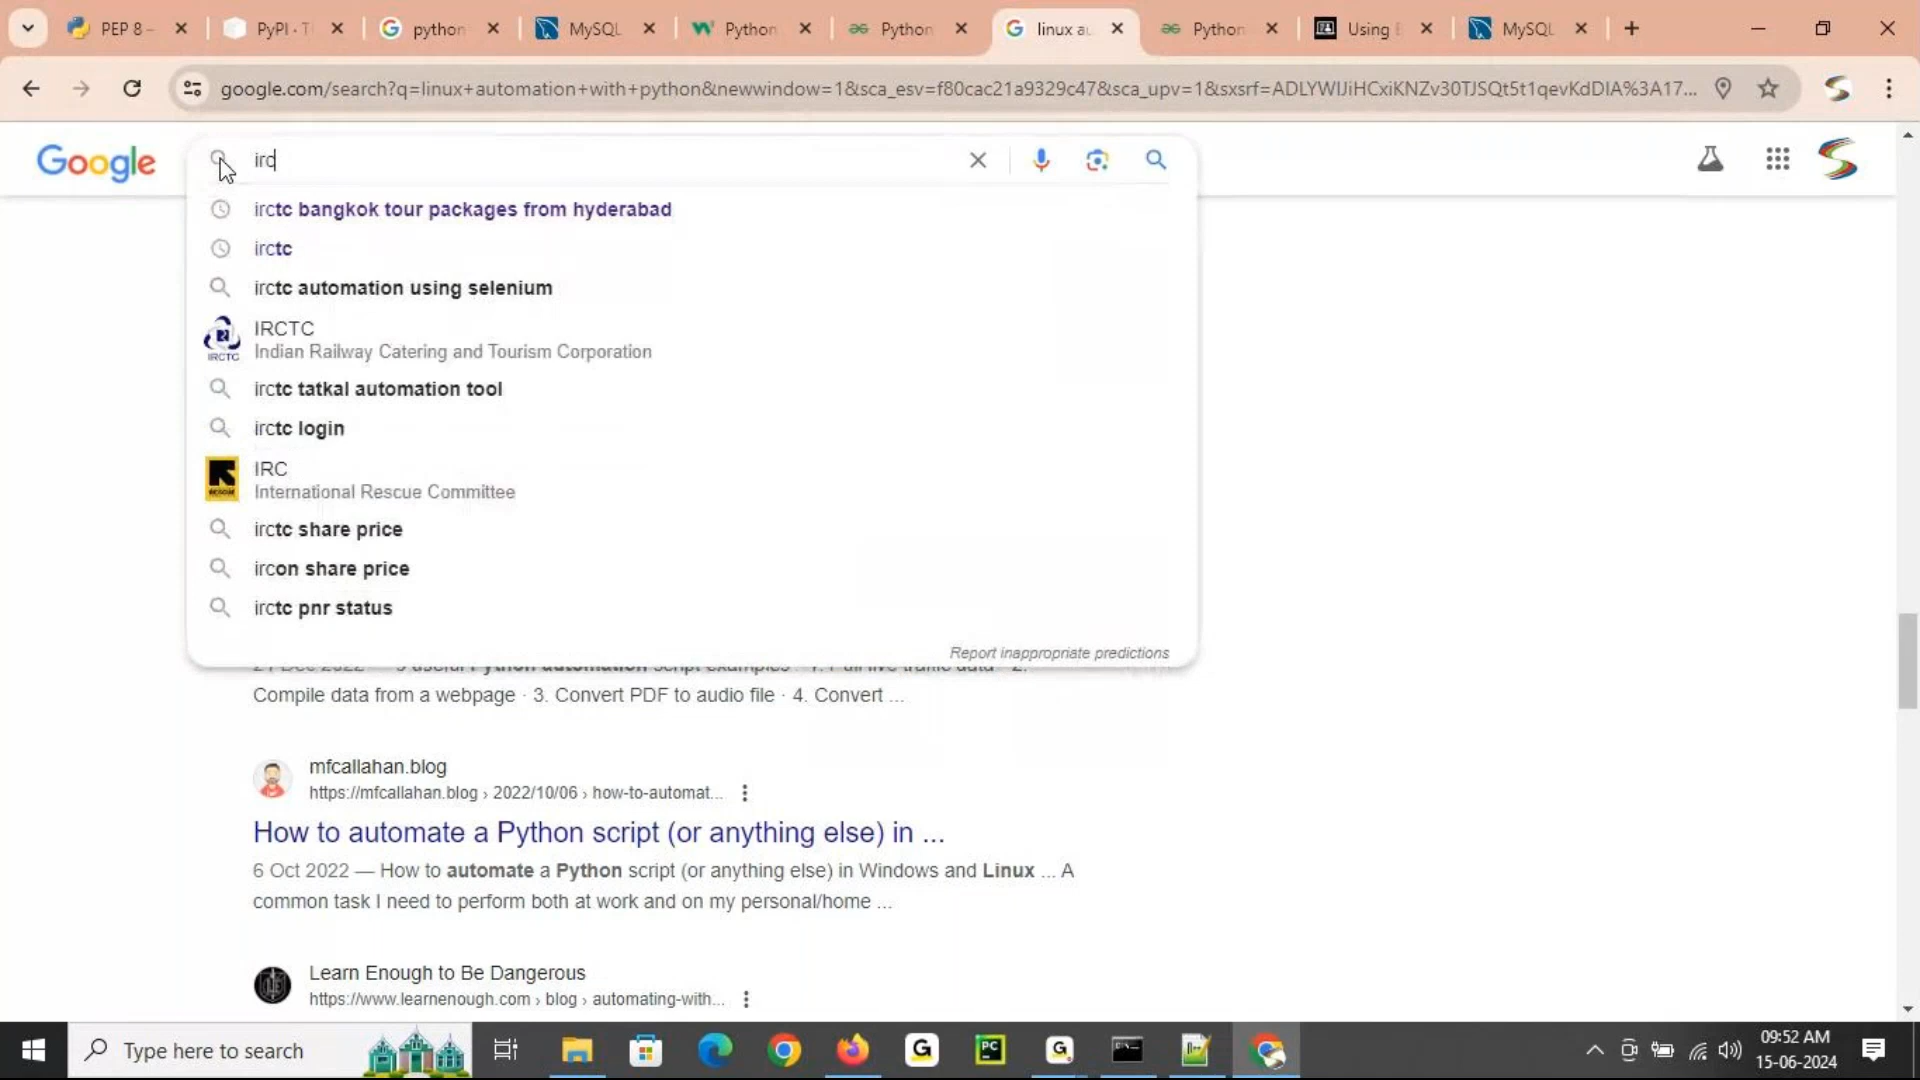 PEP 8 –
PyPI · T
python
MySQL
Python
Python
linux au
Python
Using
MySQL
google.com/search?q=linux+automation+with+python&newwindow=1&sca_esv=f80cac21a9329c47&sca_upv=1&sxsrf=ADLYWIJiHCxiKNZv30TJSQt5t1qevKdDIA%3A17...
Google
irc
irctc bangkok tour packages from hyderabad
irctc
irctc automation using selenium
IRCTC
IRCTC
Indian Railway Catering and Tourism Corporation
irctc tatkal automation tool
irctc login
IRC
International Rescue Committee
irctc share price
ircon share price
irctc pnr status
Report inappropriate predictions
Compile data from a webpage · 3. Convert PDF to audio file · 4. Convert ...
mfcallahan.blog
https://mfcallahan.blog › 2022/10/06 › how-to-automat...
How to automate a Python script (or anything else) in ...
6 Oct 2022 — How to automate a Python script (or anything else) in Windows and Linux ... A
common task I need to perform both at work and on my personal/home ...
Learn Enough to Be Dangerous
https://www.learnenough.com › blog › automating-with...
Type here to search
G
PC
G
09:52 AM
15-06-2024